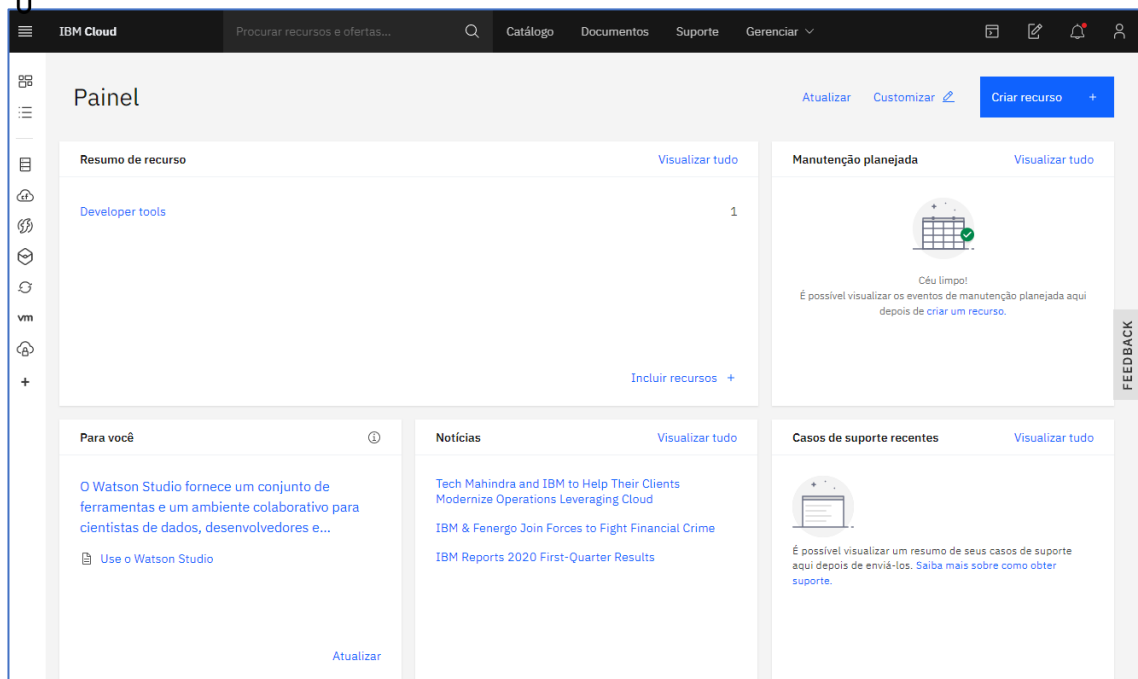 IBM Cloud
Procurar recursos e ofertas...
Catálogo
Documentos
Suporte
Gerenciar
Painel
Atualizar
Customizar
Criar recurso +
Resumo de recurso
Visualizar tudo
Developer tools
1
Incluir recursos +
Manutenção planejada
Visualizar tudo
Céu limpo!
É possível visualizar os eventos de manutenção planejada aqui
depois de criar um recurso.
vm
+
FEEDBACK
Para você
O Watson Studio fornece um conjunto de
ferramentas e um ambiente colaborativo para
cientistas de dados, desenvolvedores e...
Use o Watson Studio
Atualizar
Notícias
Visualizar tudo
Tech Mahindra and IBM to Help Their Clients
Modernize Operations Leveraging Cloud
IBM & Fenergo Join Forces to Fight Financial Crime
IBM Reports 2020 First-Quarter Results
Casos de suporte recentes
Visualizar tudo
É possível visualizar um resumo de seus casos de suporte
aqui depois de enviá-los. Saiba mais sobre como obter
suporte.